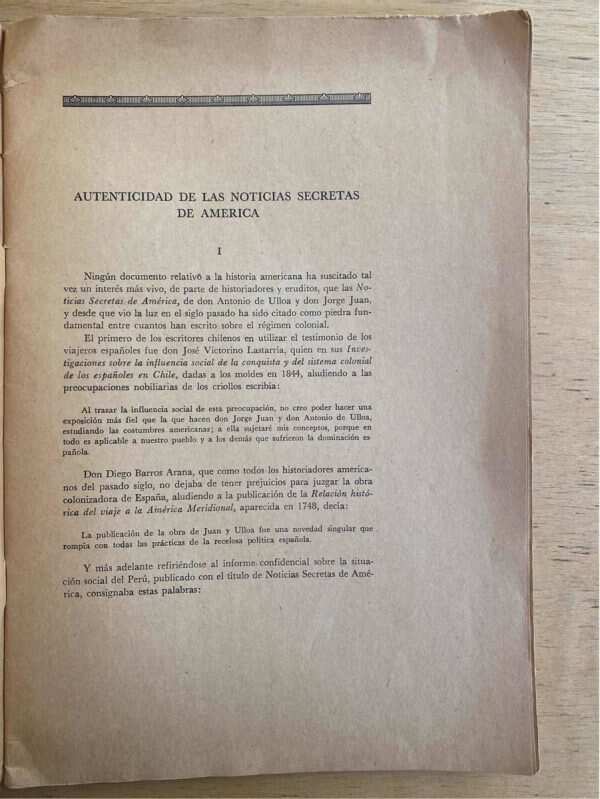 AUTENTICIDAD DE LAS NOTICIAS SECRETAS
DE AMERICA
I
Ningún documento relativo a la historia americana ha suscitado tal
vez un interés más vivo, de parte de historiadores y eruditos, que las No-
ticias Secretas de América, de don Antonio de Ulloa y don Jorge Juan,
y desde que vio la luz en el siglo pasado ha sido citado como piedra fun-
damental entre cuantos han escrito sobre el régimen colonial.
El primero de los escritores chilenos en utilizar el testimonio de los
viajeros españoles fue don José Victorino Lastarria, quien en sus Inves-
tigaciones sobre la influencia social de la conquista y del sistema colonial
de los españoles en Chile, dadas a los moldes en 1844, aludiendo a las
preocupaciones nobiliarias de los criollos escribía:
Al trazar la influencia social de esta preocupación, no creo poder hacer una
exposición más fiel que la que hacen don Jorge Juan y don Antonio de Ulloa,
estudiando las costumbres americanas; a ella sujetaré mis conceptos, porque en
todo es aplicable a nuestro pueblo y a los demás que sufrieron la dominación es-
pañola.
Don Diego Barros Arana, que como todos los historiadores america-
nos del pasado siglo, no dejaba de tener prejuicios para juzgar la obra
colonizadora de España, aludiendo a la publicación de la Relación histó-
rica del viaje a la América Meridional, aparecida en 1748, decía:
La publicación de la obra de Juan y Ulloa fue una novedad singular que
rompía con todas las prácticas de la recelosa política española.
Y más adelante refiriéndose al informe confidencial sobre la situa-
ción social del Perú, publicado con el título de Noticias Secretas de Amé-
rica, consignaba estas palabras: